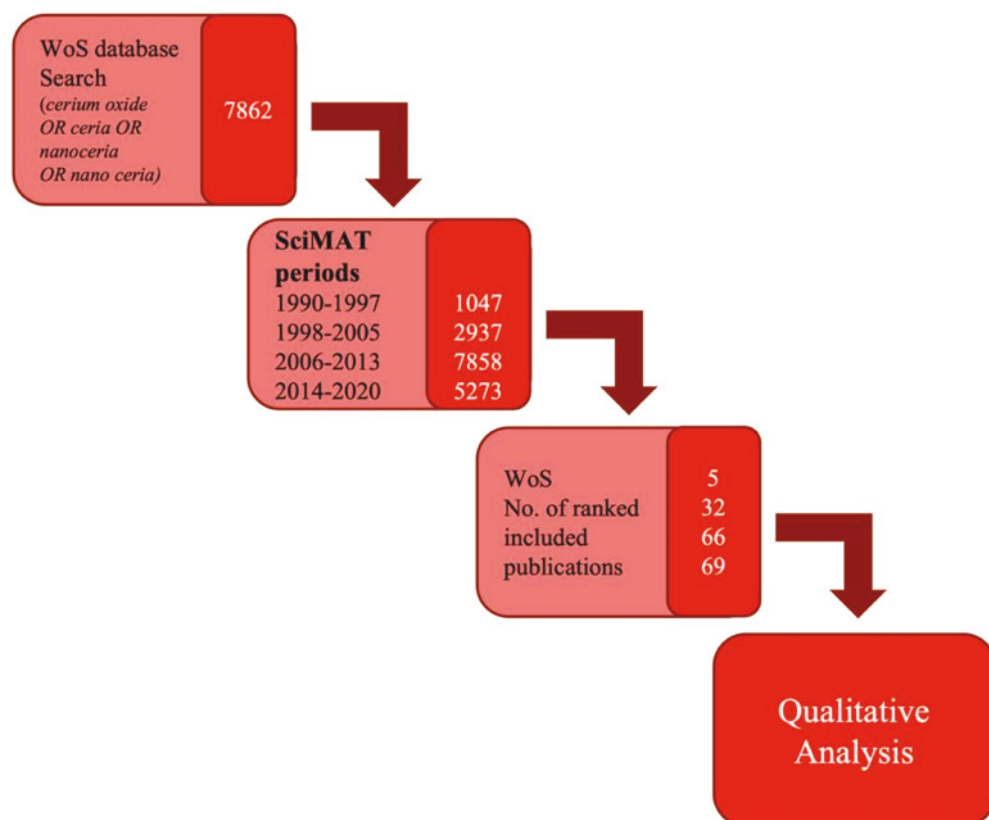 WoS database
Search
(cerium oxide
OR ceria OR
nanoceria
OR nano ceria)
7862
SciMAT
periods
1990-1997 1047
1998-2005 2937
2006-2013 7858
2014-2020 5273
WoS 5
No. of ranked 32
included 66
publications 69
Qualitative
Analysis